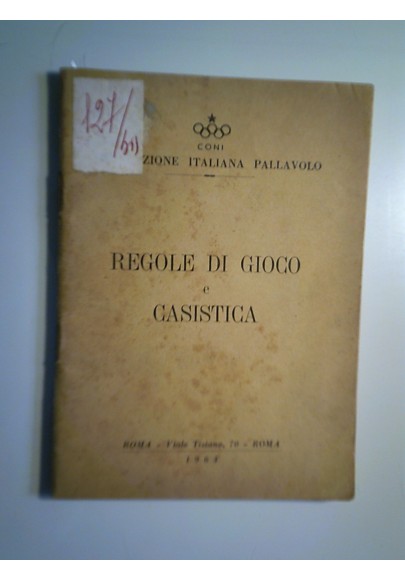 127/
CONI
ZIONE ITALIANA PALLAVOLO
REGOLE DI GIOCO
e
CASISTICA
ROMA - Viale Tiziano, 70 - ROMA